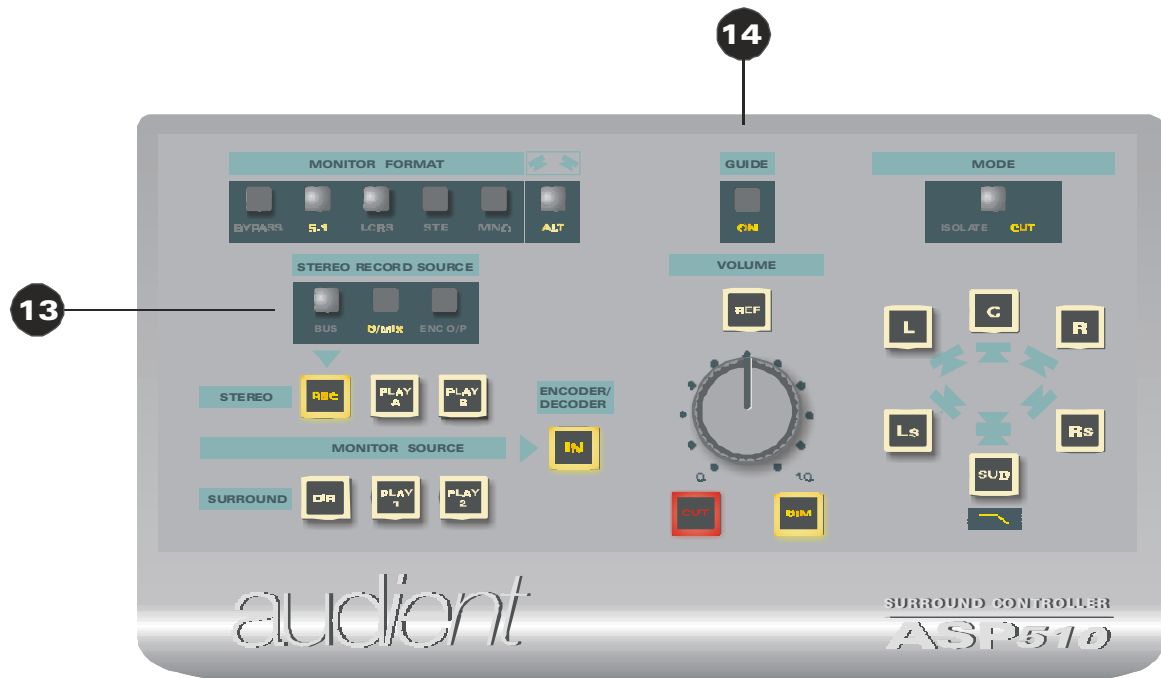 14
MONITOR FORMAT
GUIDE
MODE
BYPASS 5.1 LCRS STE MNO ALT
ON
ISOLATE CUT
STEREO RECORD SOURCE
VOLUME
13
BUS D/MIX ENC O/P
REF
L C R
STEREO REC PLAY A PLAY B
ENCODER/
DECODER
MONITOR SOURCE
IN
Ls Rs
SURROUND DIR PLAY 1 PLAY 2
0 10
SUB
CUT DIM
audient
SURROUND CONTROLLER
ASP510